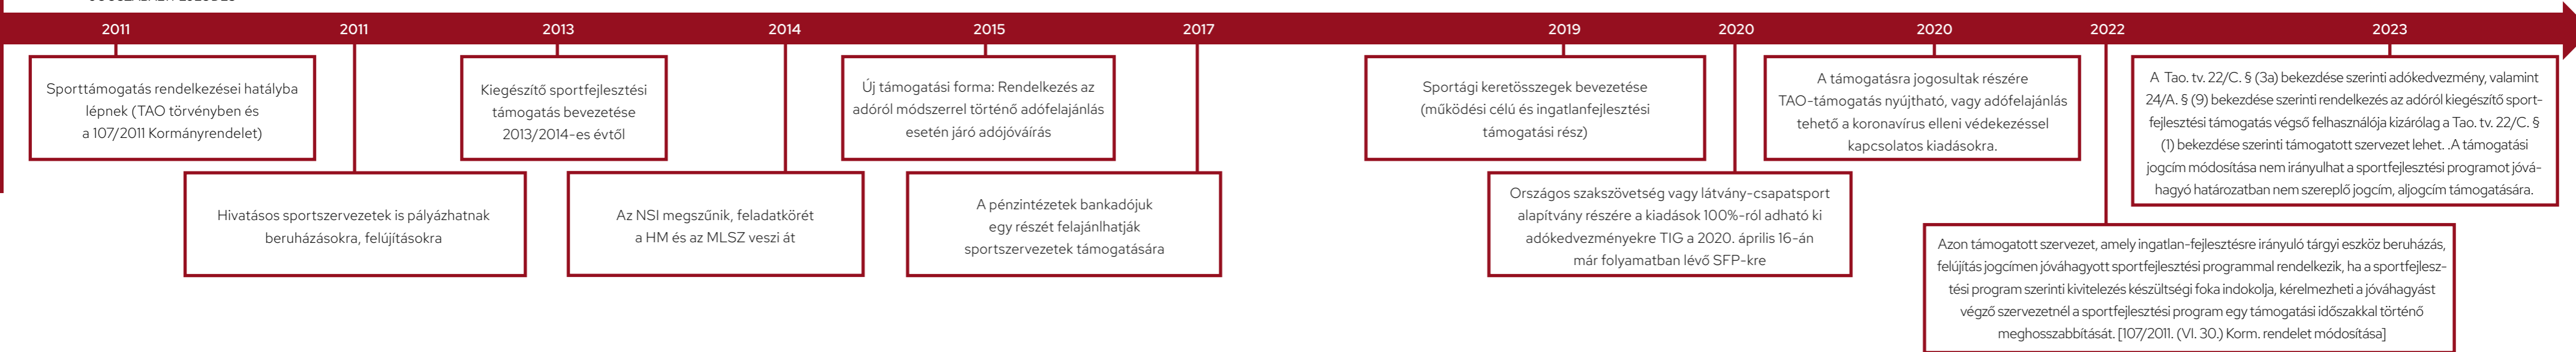 2011
2011
2013
2014
2015
2017
2019
2020
2020
2022
2023
Sporttámogatás rendelkezései hatályba
lépnek (TAO törvényben és
a 107/2011 Kormányrendelet)
Hivatásos sportszervezetek is pályázhatnak
beruházásokra, felújításokra
Kiegészítő sportfejlesztési
támogatás bevezetése
2013/2014-es évtől
Az NSI megszűnik, feladatkörét
a HM és az MLSZ veszi át
Új támogatási forma: Rendelkezés az
adóról módszerrel történő adófelajánlás
esetén járó adójóváírás
A pénzintézetek bankadójuk
egy részét felajánlhatják
sportszervezetek támogatására
Sportági keretösszegek bevezetése
(működési célú és ingatlanfejlesztési
támogatási rész)
Országos szakszövetség vagy látvány-csapatsport
alapítvány részére a kiadások 100%-ról adható ki
adókedvezményekre TIG a 2020. április 16-án
már folyamatban lévő SFP-kre
A támogatásra jogosultak részére
TAO-támogatás nyújtható, vagy adófelajánlás
tehető a koronavírus elleni védekezéssel
kapcsolatos kiadásokra.
Azon támogatott szervezet, amely ingatlan-fejlesztésre irányuló tárgyi eszköz beruházás,
felújítás jogcímen jóváhagyott sportfejlesztési programmal rendelkezik, ha a sportfejlesz-
tési program szerinti kivitelezés készültségi foka indokolja, kérelmezheti a jóváhagyást
végző szervezetnél a sportfejlesztési program egy támogatási időszakkal történő
meghosszabbítását. [107/2011. (VI. 30.) Korm. rendelet módosítása]
A Tao. tv. 22/C. § (3a) bekezdése szerinti adókedvezmény, valamint
24/A. § (9) bekezdése szerinti rendelkezés az adóról kiegészítő sport-
fejlesztési támogatás végső felhasználója kizárólag a Tao. tv. 22/C. §
(1) bekezdése szerinti támogatott szervezet lehet. .A támogatási
jogcím módosítása nem irányulhat a sportfejlesztési programot jóvá-
hagyó határozatban nem szereplő jogcím, aljogcím támogatására.